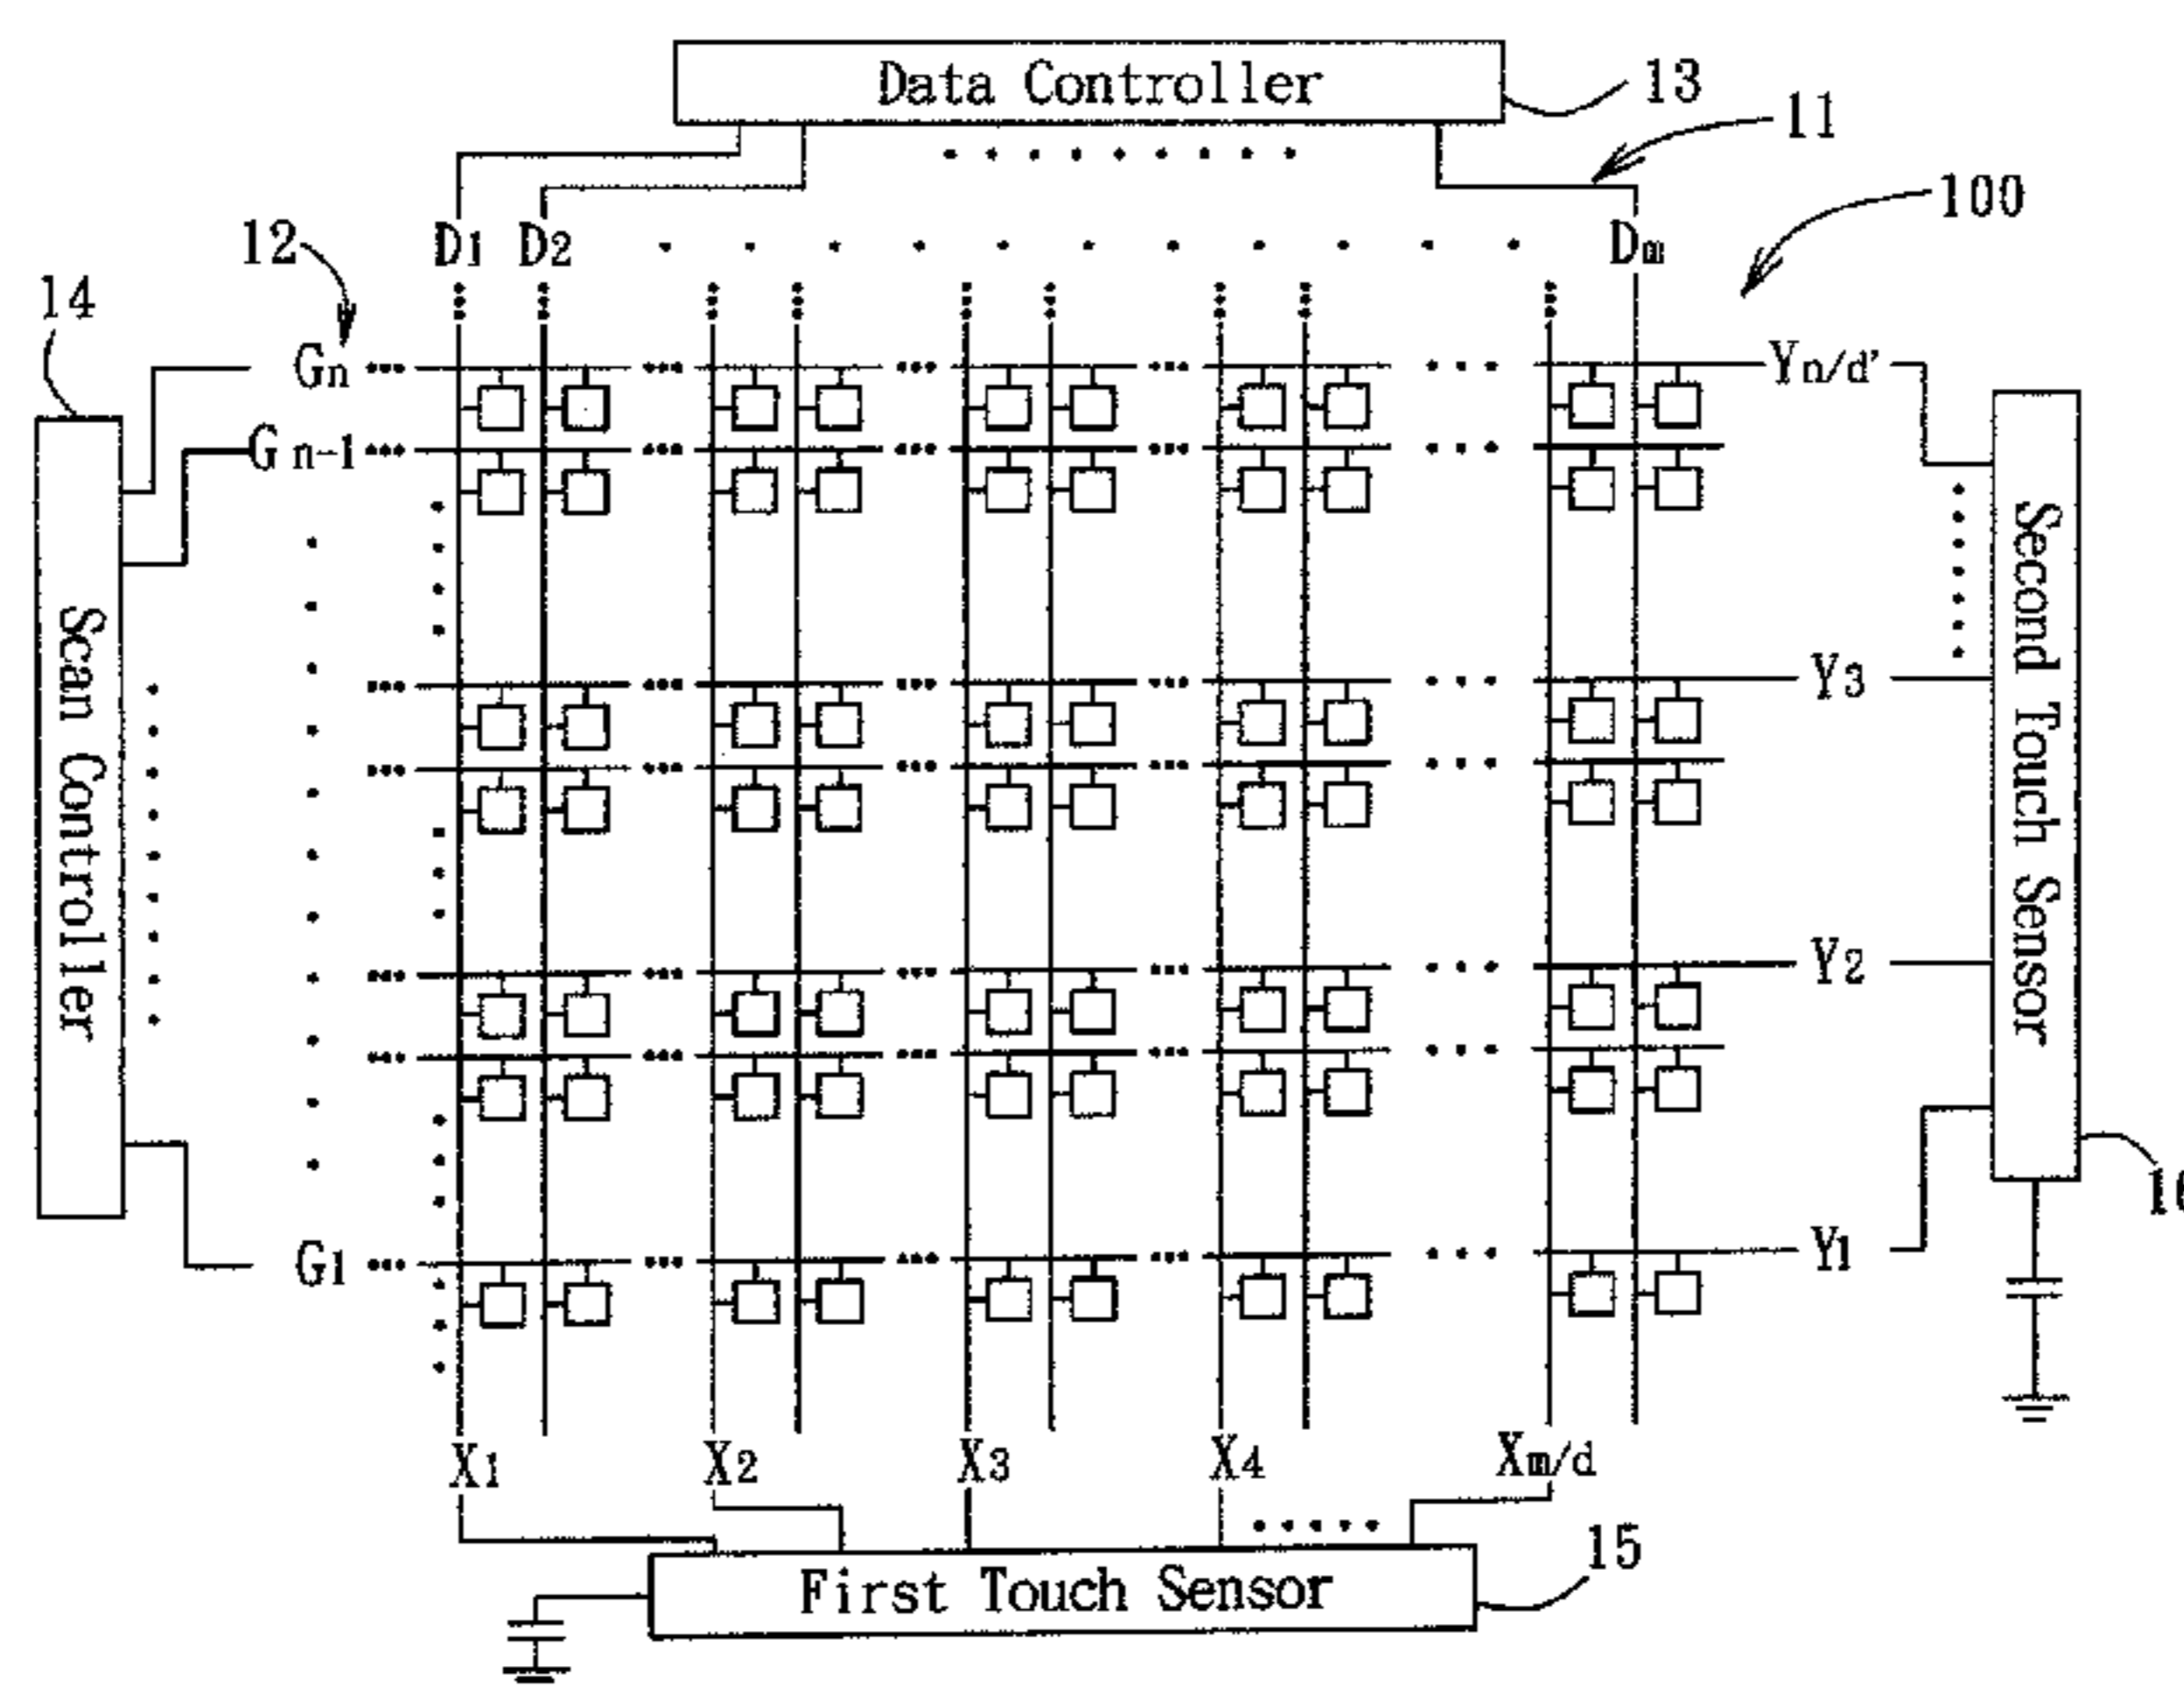 Data Controller
13
11
100
12
D1 D2
Dm
14
Gn
Yn/d'
Gn-1
Scan Controller
Second Touch Sensor
Y3
Y2
G1
Y1
X1 X2 X3 X4 Xm/d
First Touch Sensor
15